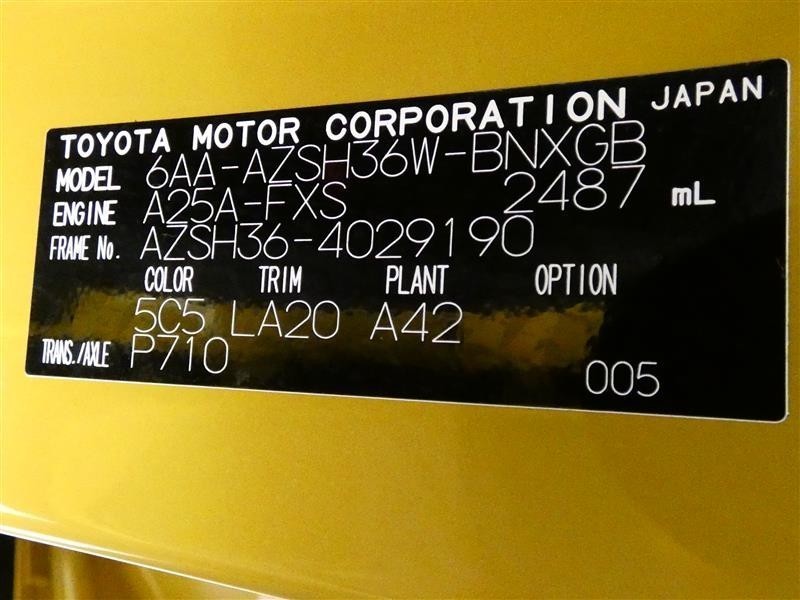 TOYOTA MOTOR CORPORATION JAPAN
MODEL 6AA-AZSH36W-BNXGB
ENGINE A25A-FXS 2487 mL
FRAME No. AZSH36-4029190
COLOR TRIM PLANT OPTION
5C5 LA20 A42
TRANS./AXLE P710
005